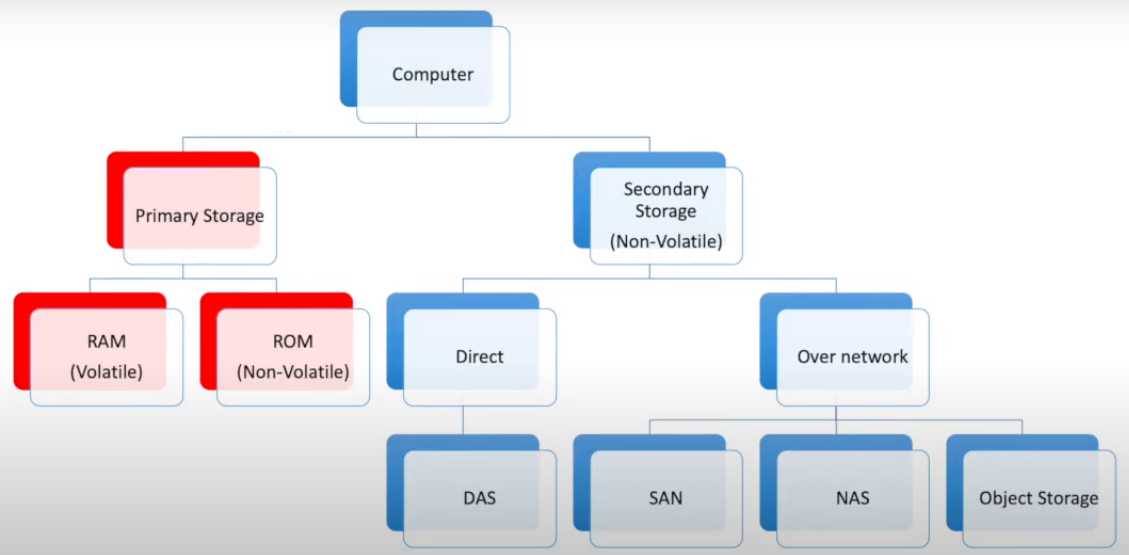 Computer
Primary Storage
Secondary
Storage
(Non-Volatile)
RAM
(Volatile)
ROM
(Non-Volatile)
Direct
Over network
DAS
SAN
NAS
Object Storage